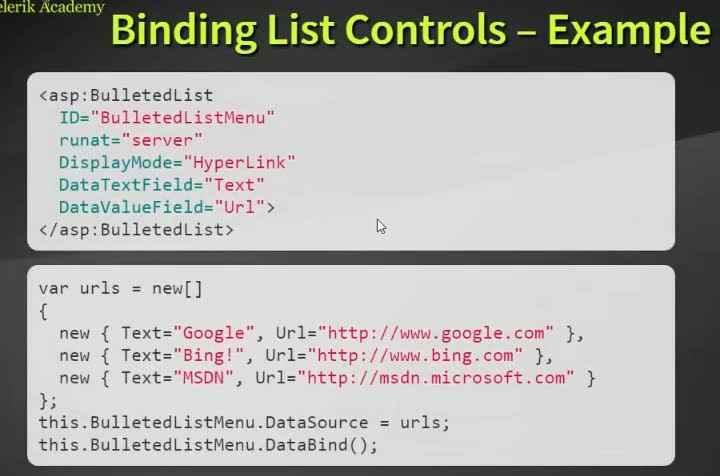 Academy
Binding List Controls – Example
<asp:BulletedList
ID="BulletedListMenu"
runat="server"
DisplayMode="HyperLink"
DataTextField="Text"
DataValueField="Url">
</asp:BulletedList>
var urls = new[]
{
new { Text="Google", Url="http://www.google.com" },
new { Text="Bing!", Url="http://www.bing.com" },
new { Text="MSDN", Url="http://msdn.microsoft.com" }
};
this.BulletedListMenu.DataSource = urls;
this.BulletedListMenu.DataBind();